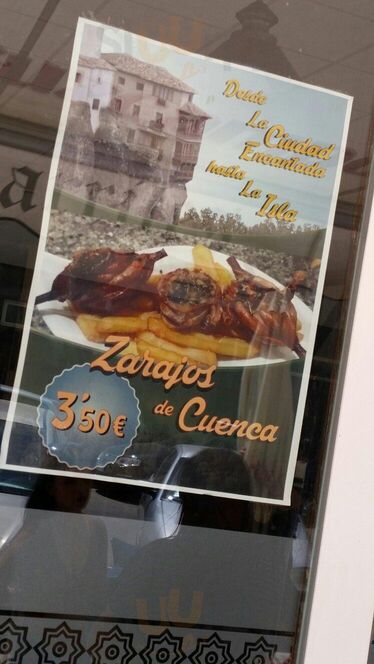 Desde
La Ciudad
Encantada
hasta
La Isla
Zarajos
de Cuenca
3'50€